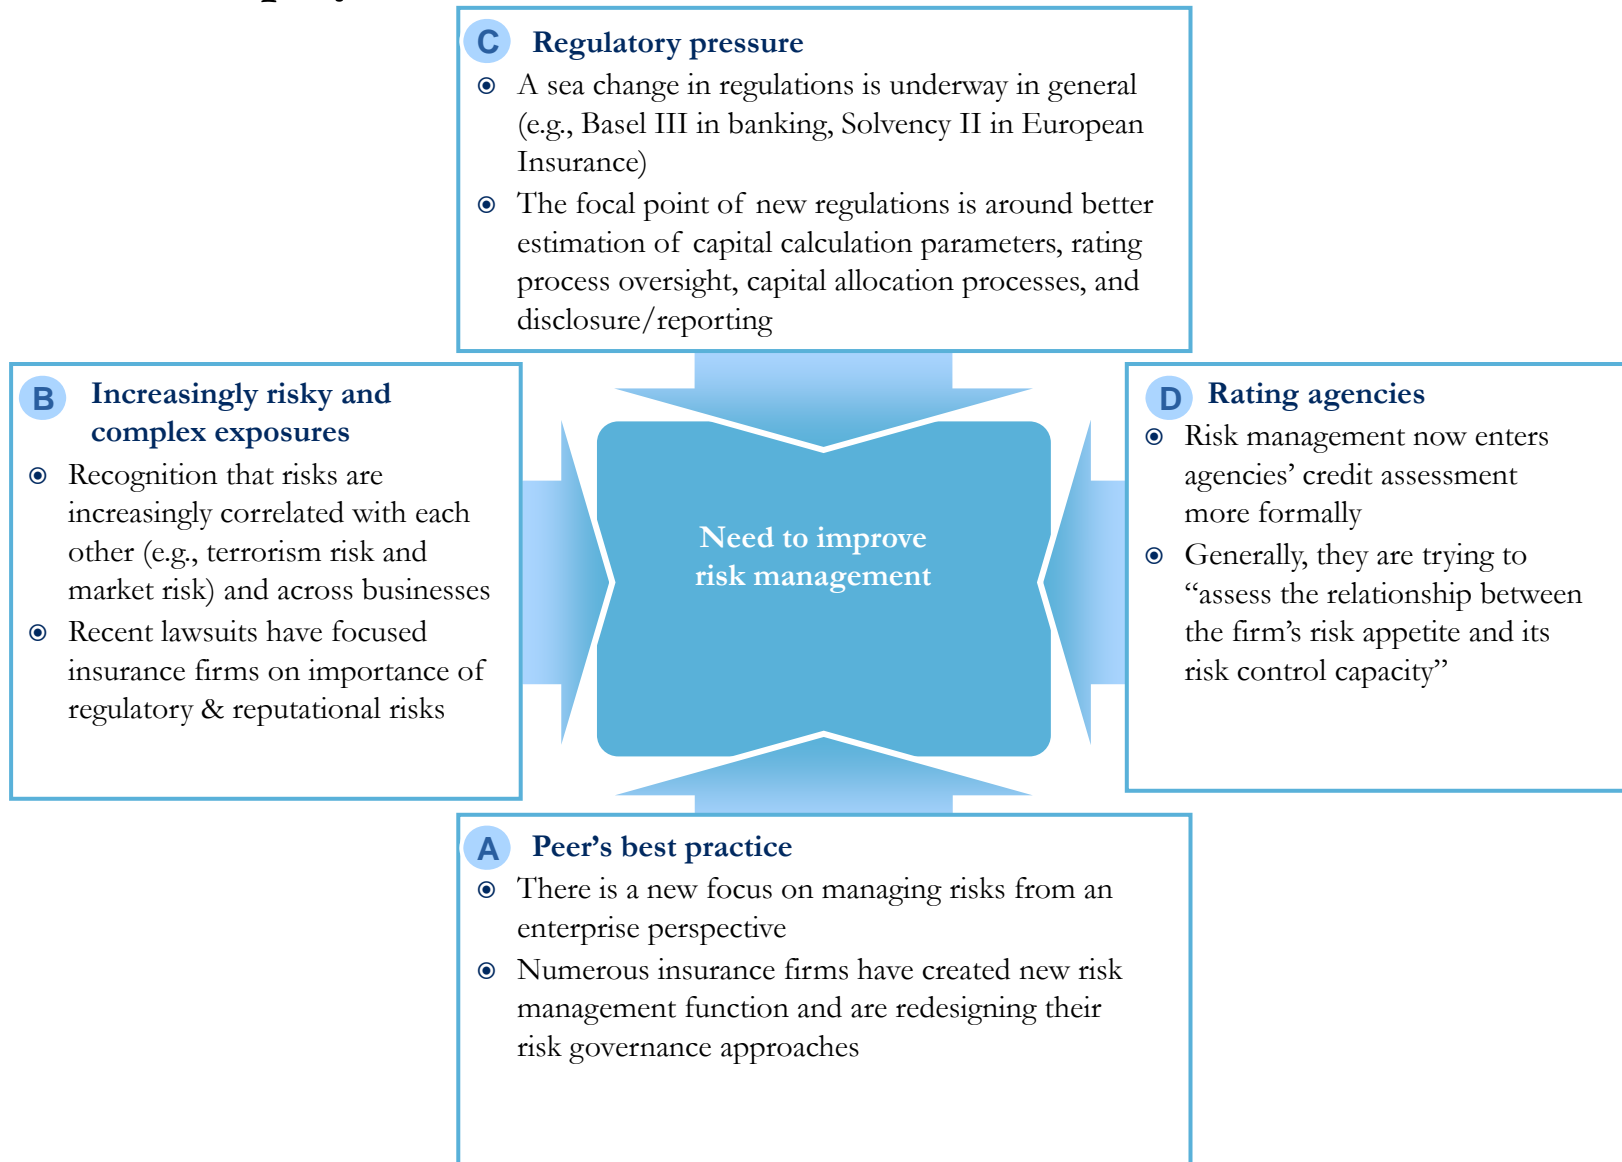 C Regulatory pressure
A sea change in regulations is underway in general
(e.g., Basel III in banking, Solvency II in European
Insurance)
The focal point of new regulations is around better
estimation of capital calculation parameters, rating
process oversight, capital allocation processes, and
disclosure/reporting
B Increasingly risky and
complex exposures
Recognition that risks are
increasingly correlated with each
other (e.g., terrorism risk and
market risk) and across businesses
Recent lawsuits have focused
insurance firms on importance of
regulatory & reputational risks
Need to improve
risk management
D Rating agencies
Risk management now enters
agencies’ credit assessment
more formally
Generally, they are trying to
“assess the relationship between
the firm’s risk appetite and its
risk control capacity”
A Peer’s best practice
There is a new focus on managing risks from an
enterprise perspective
Numerous insurance firms have created new risk
management function and are redesigning their
risk governance approaches